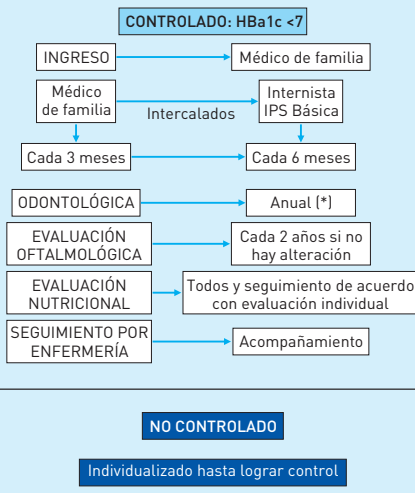 CONTROLADO: HBa1c <7
INGRESO
Médico de familia
Médico
de familia
Intercalados
Internista
IPS Básica
Cada 3 meses
Cada 6 meses
ODONTOLÓGICA
Anual (*)
EVALUACIÓN
OFTALMOLÓGICA
Cada 2 años si no
hay alteración
EVALUACIÓN
NUTRICIONAL
Todos y seguimiento de acuerdo
con evaluación individual
SEGUIMIENTO POR
ENFERMERÍA
Acompañamiento
NO CONTROLADO
Individualizado hasta lograr control